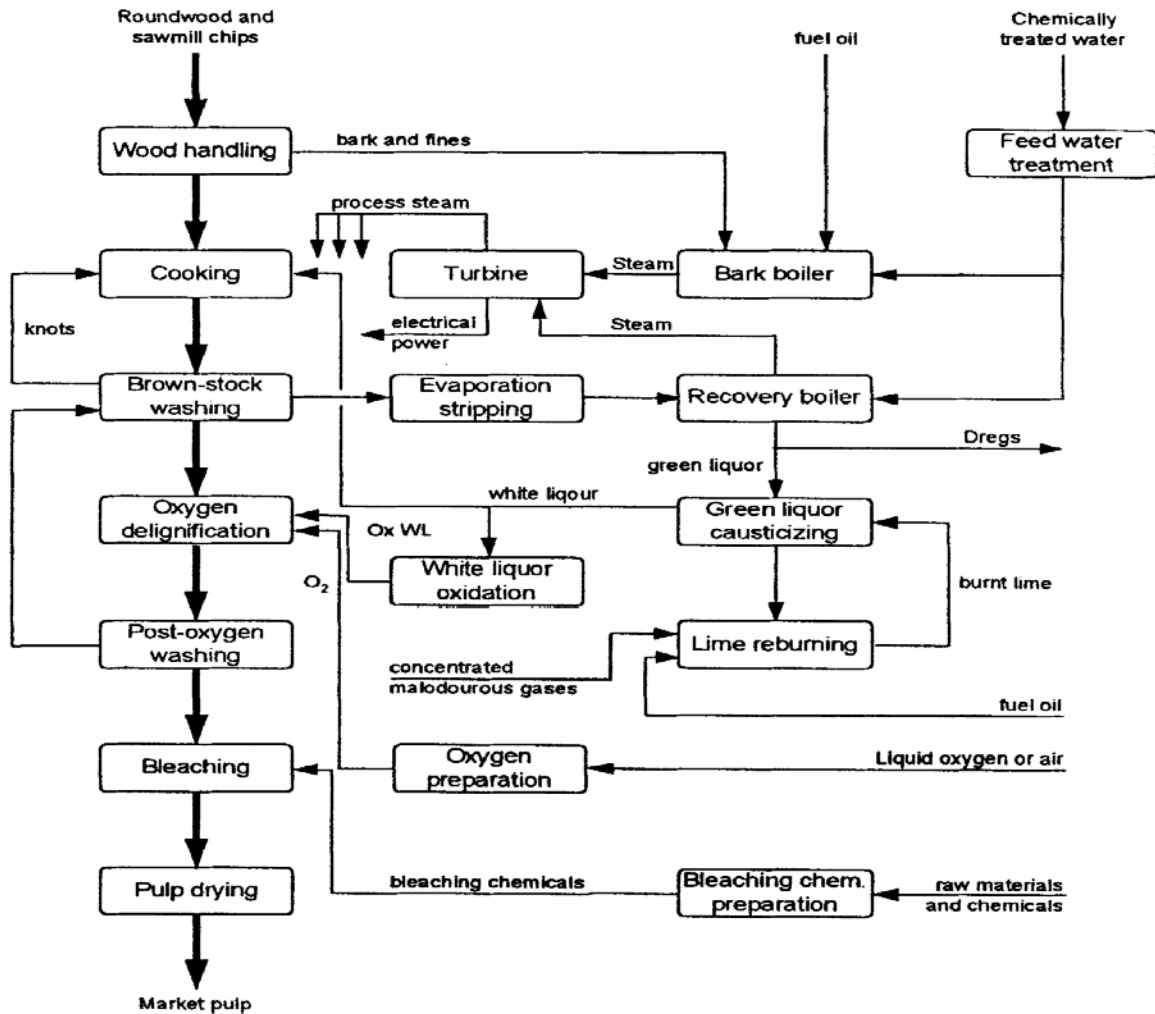 Roundwood and
sawmill chips
fuel oil
Chemically
treated water
Wood handling
bark and fines
Feed water
treatment
process steam
Cooking
Turbine
Steam
Bark boiler
knots
electrical
power
Steam
Brown-stock
washing
Evaporation
stripping
Recovery boiler
Dregs
green liquor
white liqour
Oxygen
delignification
Ox WL
Green liquor
causticizing
O₂
White liquor
oxidation
burnt lime
Post-oxygen
washing
Lime reburning
concentrated
malodourous gases
fuel oil
Bleaching
Oxygen
preparation
Liquid oxygen or air
Pulp drying
bleaching chemicals
Bleaching chem.
preparation
raw materials
and chemicals
Market pulp